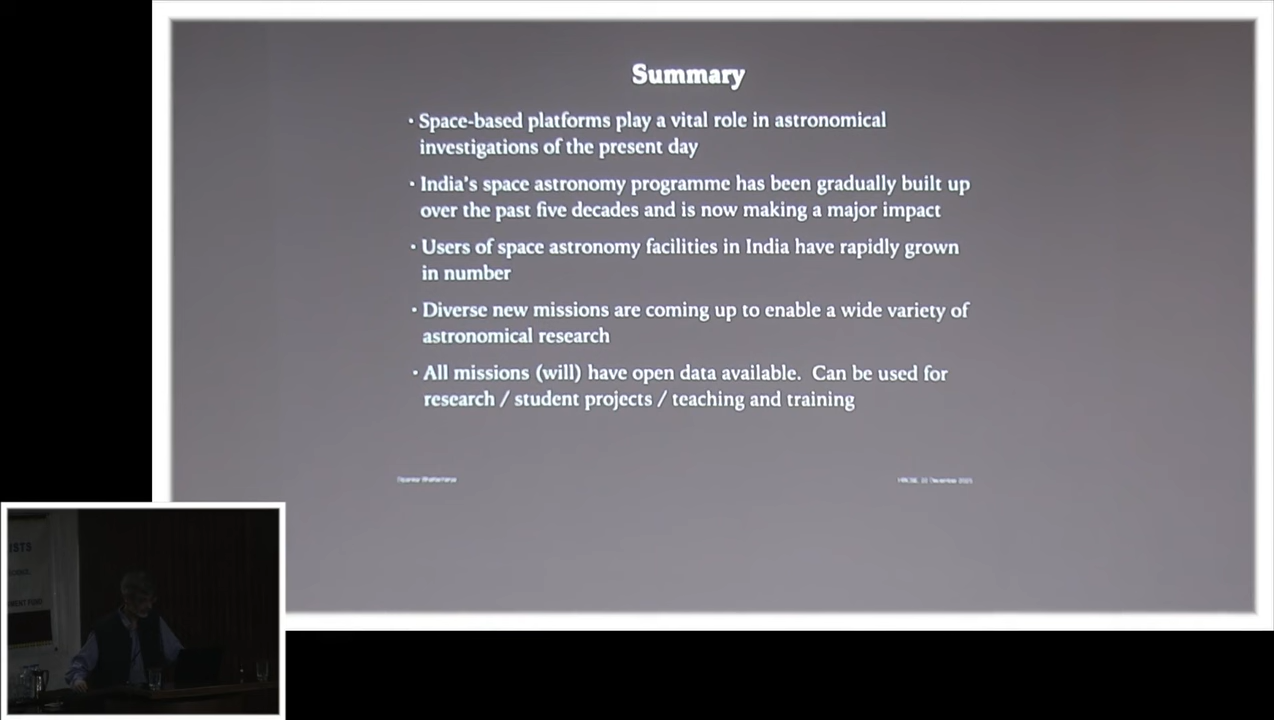 Summary
· Space-based platforms play a vital role in astronomical
investigations of the present day
· India's space astronomy programme has been gradually built up
over the past five decades and is now making a major impact
· Users of space astronomy facilities in India have rapidly grown
in number
· Diverse new missions are coming up to enable a wide variety of
astronomical research
· All missions (will) have open data available. Can be used for
research / student projects / teaching and training